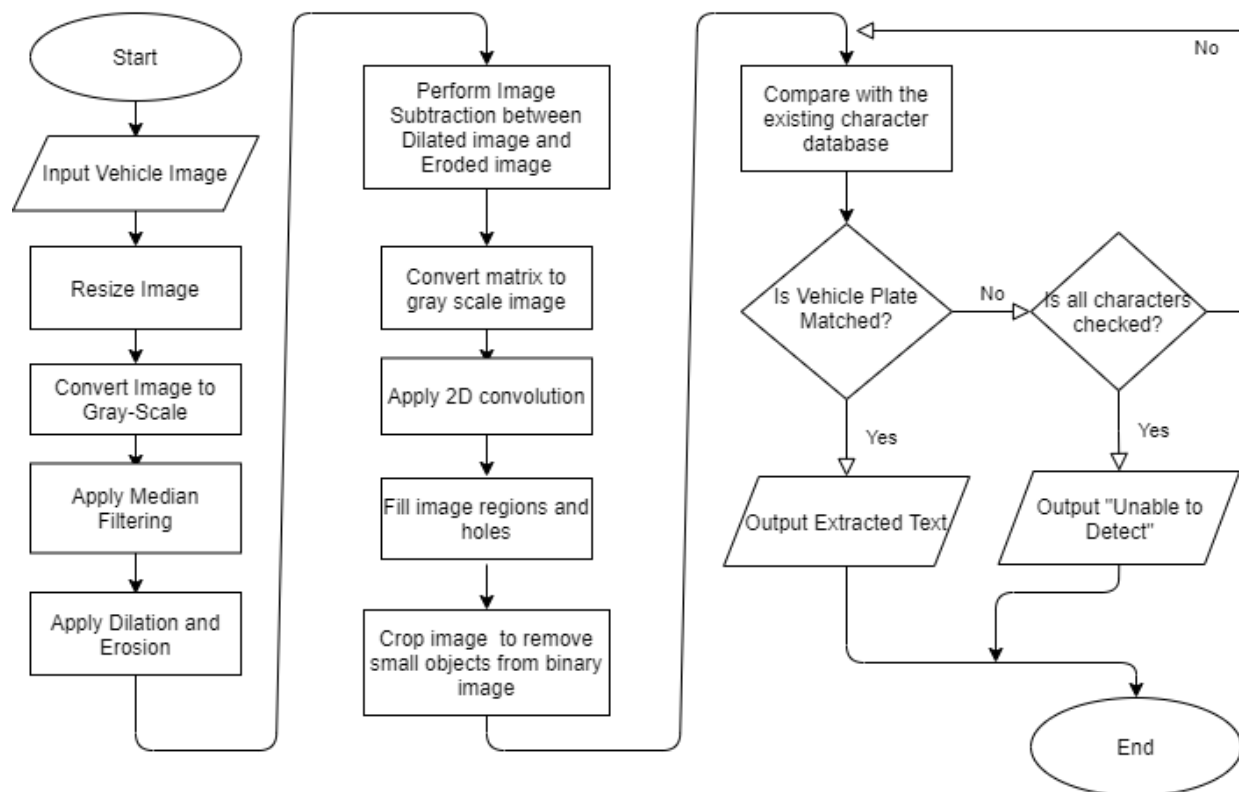 Start
Input Vehicle Image
Resize Image
Convert Image to
Gray-Scale
Apply Median
Filtering
Apply Dilation and
Erosion
Perform Image
Subtraction between
Dilated image and
Eroded image
Convert matrix to
gray scale image
Apply 2D convolution
Fill image regions and
holes
Crop image to remove
small objects from binary
image
Compare with the
existing character
database
Is Vehicle Plate
Matched?
No
Is all characters
checked?
No
Yes
Yes
Output Extracted Text
Output "Unable to
Detect"
End